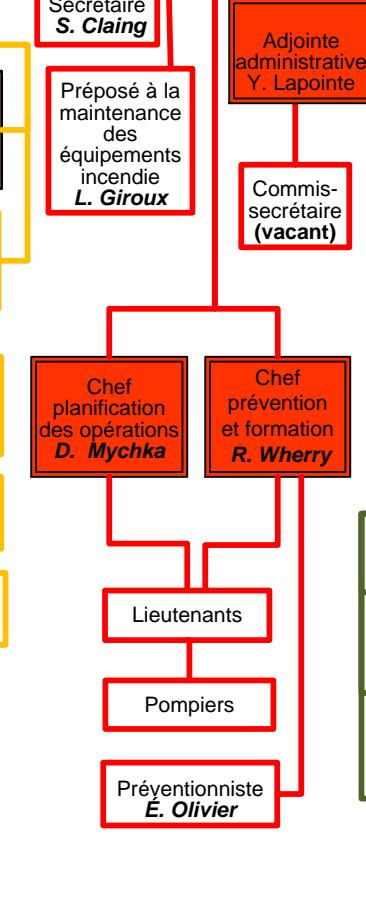 Secrétaire
S. Claing
Préposé à la
maintenance
des
équipements
incendie
L. Giroux
Adjointe
administrative
Y. Lapointe
Commis-
secrétaire
(vacant)
Chef
planification
des opérations
D. Mychka
Chef
prévention
et formation
R. Wherry
Lieutenants
Pompiers
Préventionniste
É. Olivier